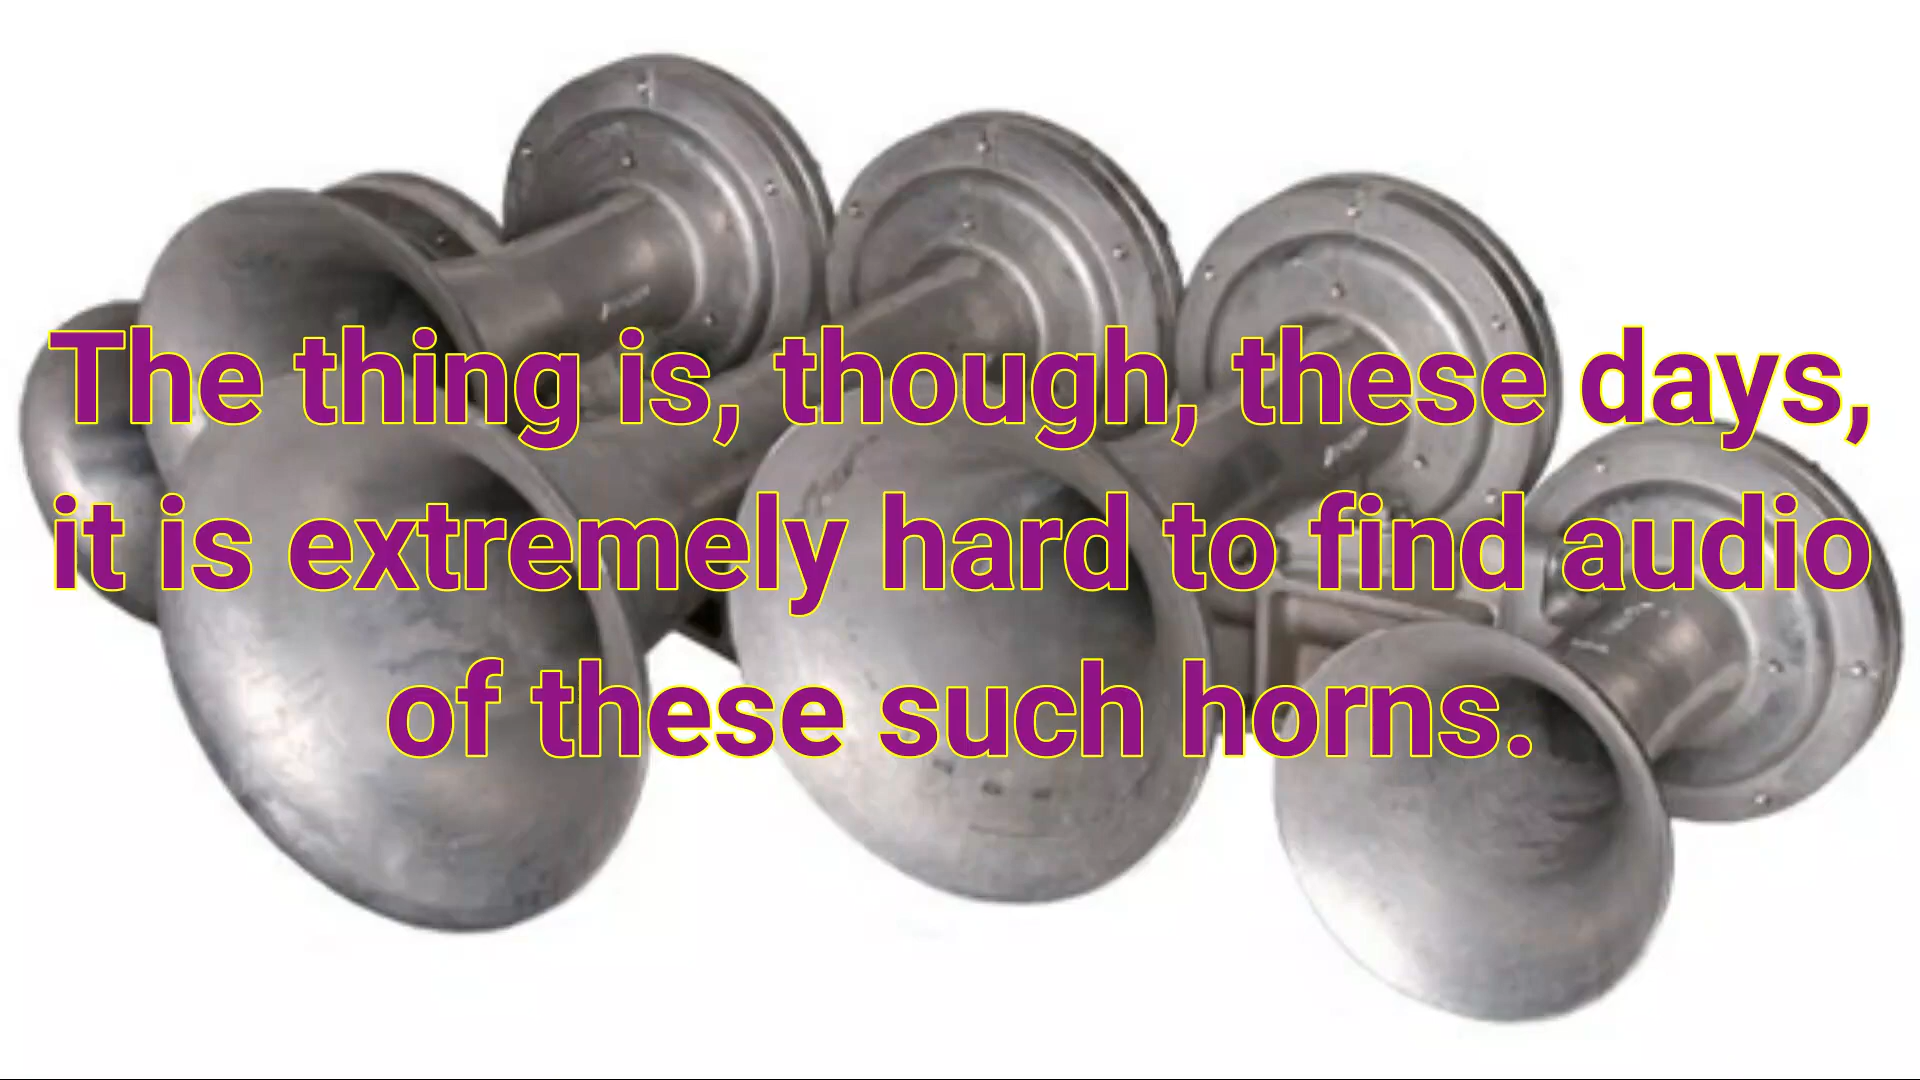 The thing is, though, these days,
it is extremely hard to find audio
of these such horns.